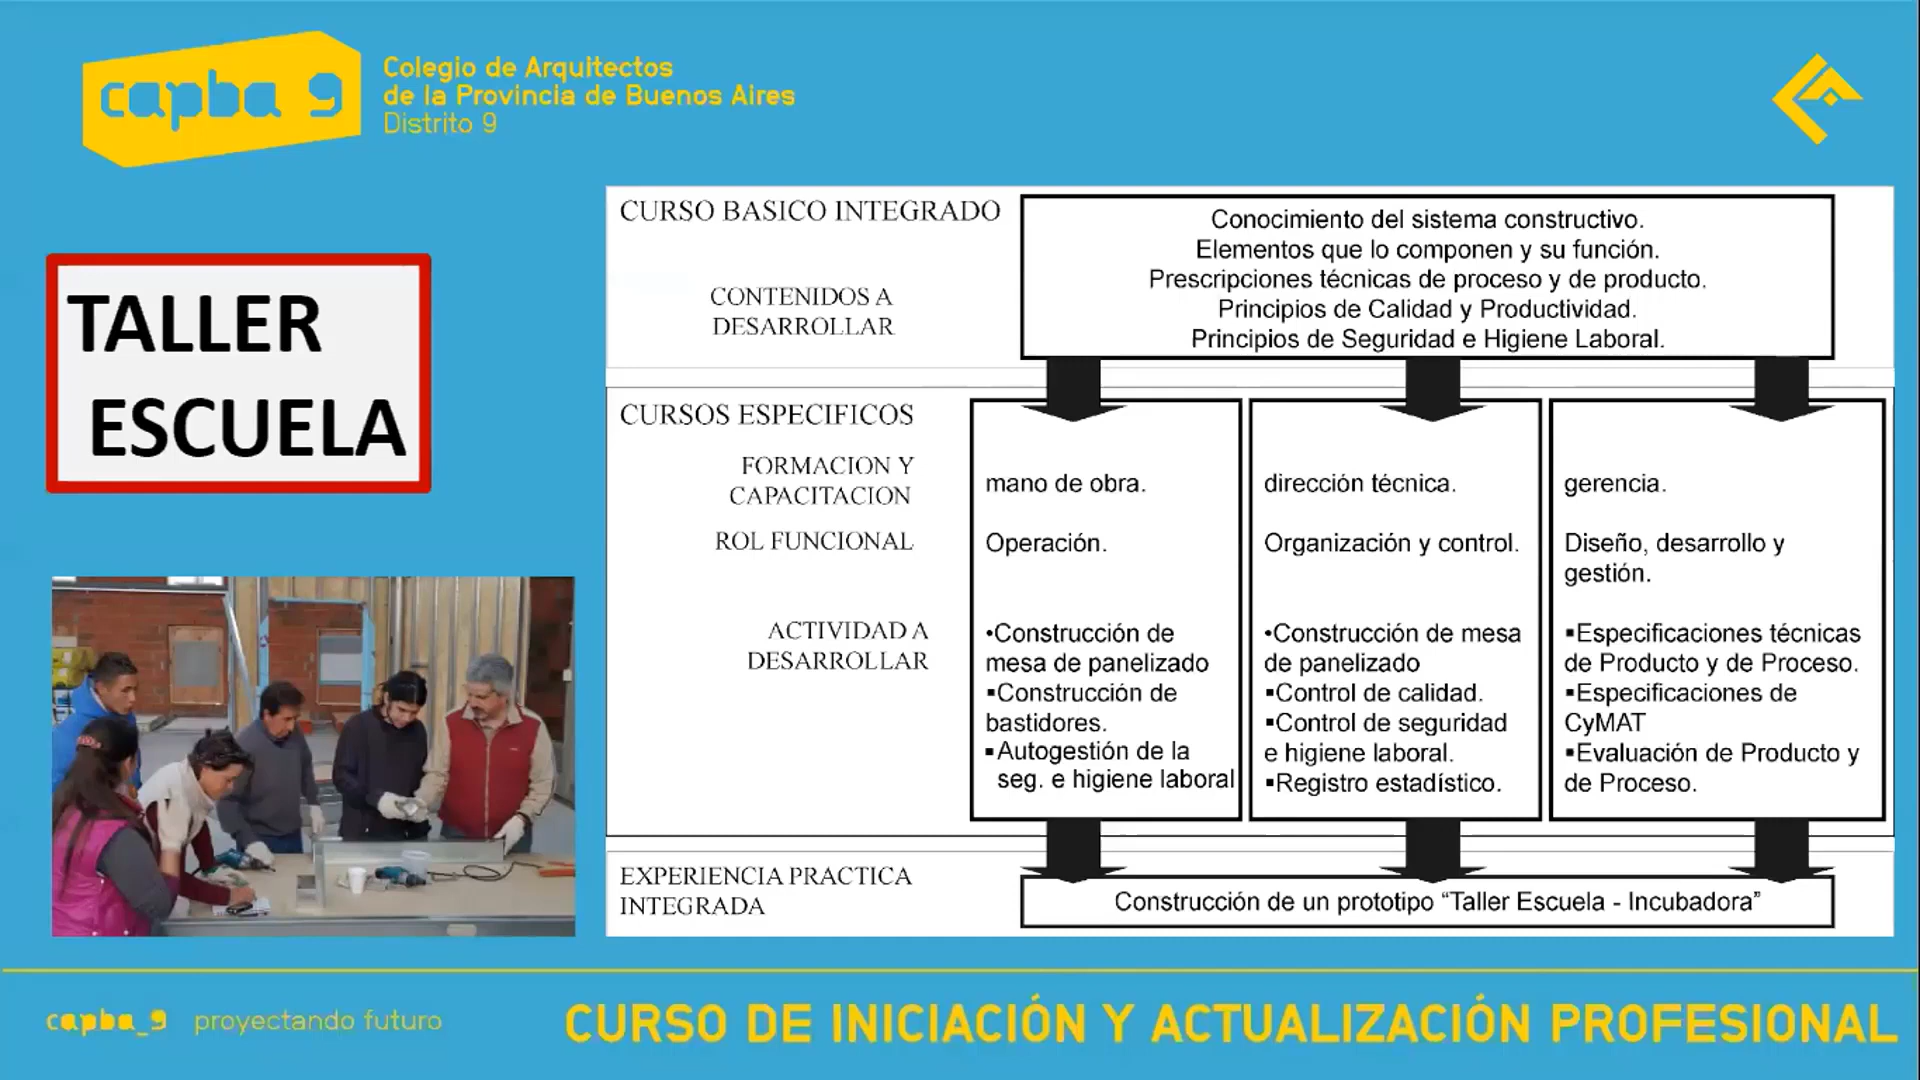 capba 9
Colegio de Arquitectos
de la Provincia de Buenos Aires
Distrito 9
TALLER
ESCUELA
CURSO BASICO INTEGRADO
CONTENIDOS A
DESARROLLAR
Conocimiento del sistema constructivo.
Elementos que lo componen y su función.
Prescripciones técnicas de proceso y de producto.
Principios de Calidad y Productividad.
Principios de Seguridad e Higiene Laboral.
CURSOS ESPECIFICOS
FORMACION Y
CAPACITACION
ROL FUNCIONAL
ACTIVIDAD A
DESARROLLAR
mano de obra.
Operación.
•Construcción de
mesa de panelizado
▪Construcción de
bastidores.
▪Autogestión de la
seg. e higiene laboral
dirección técnica.
Organización y control.
•Construcción de mesa
de panelizado
▪Control de calidad.
▪Control de seguridad
e higiene laboral.
▪Registro estadístico.
gerencia.
Diseño, desarrollo y
gestión.
▪Especificaciones técnicas
de Producto y de Proceso.
▪Especificaciones de
CyMAT
▪Evaluación de Producto y
de Proceso.
EXPERIENCIA PRACTICA
INTEGRADA
Construcción de un prototipo “Taller Escuela - Incubadora”
capba_9 proyectando futuro
CURSO DE INICIACIÓN Y ACTUALIZACIÓN PROFESIONAL